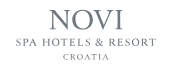 NOVI
SPA HOTELS & RESORT
CROATIA